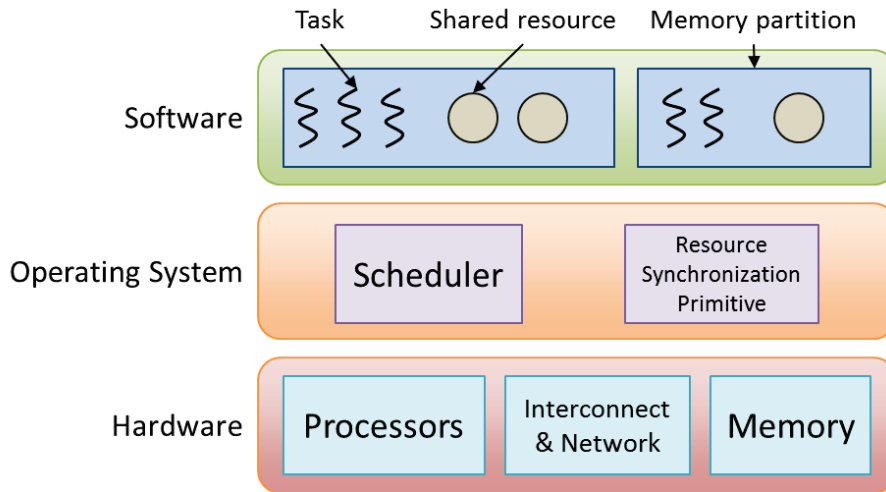 Task
Shared resource
Memory partition
Software
Operating System
Scheduler
Resource
Synchronization
Primitive
Hardware
Processors
Interconnect
& Network
Memory